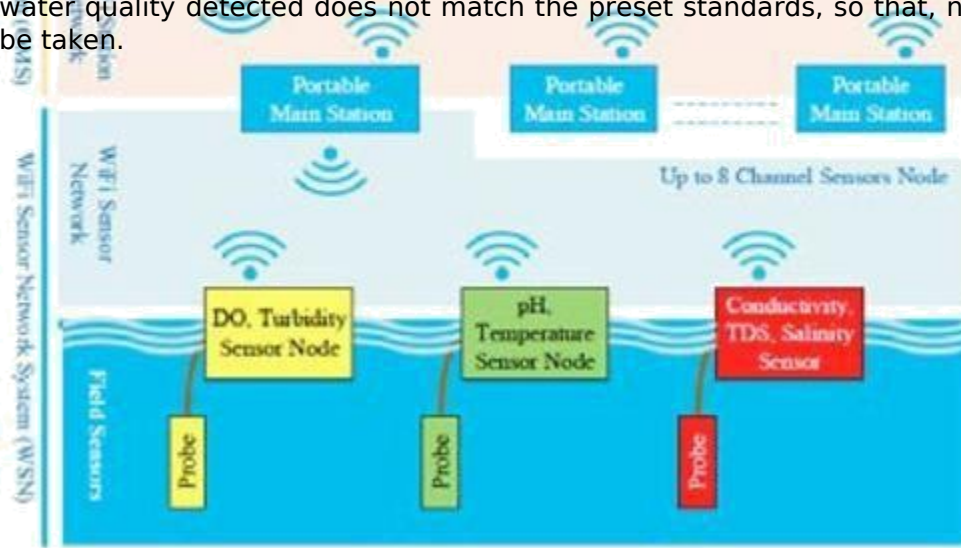 water quality detected does not match the preset standards, so that, n
be taken.
(MS)
Portable
Main Station
Portable
Main Station
Portable
Main Station
WiFi Sensor
Network
Up to 8 Channel Sensors Node
WiFi Sensor Network System (WSN)
DO, Turbidity
Sensor Node
pH,
Temperature
Sensor Node
Conductivity,
TDS, Salinity
Sensor
Field Sensors
Probe
Probe
Probe